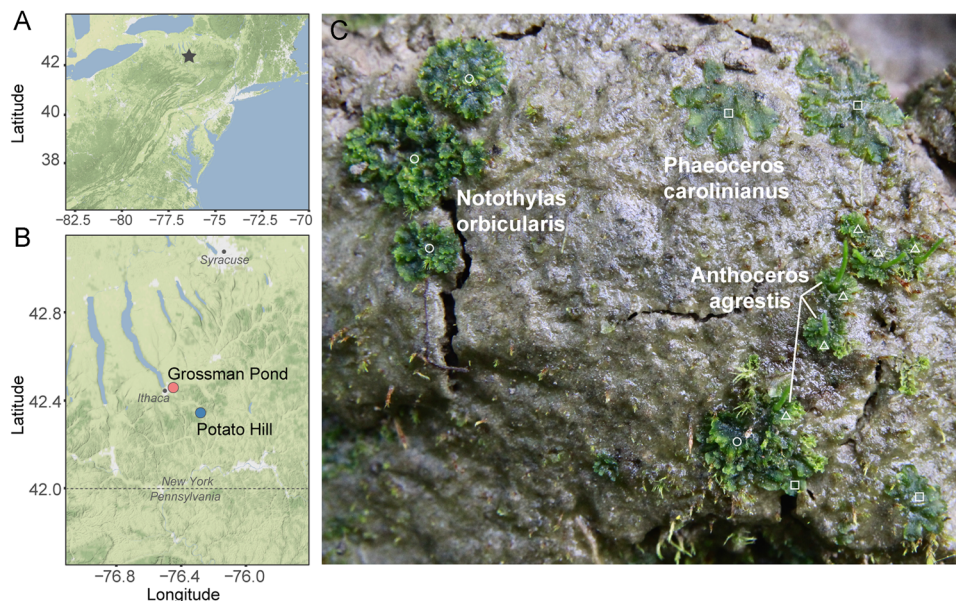 A
Latitude
42
40
38
−82.5
−80
−77.5
−75
−72.5
−70
B
Latitude
42.8
42.4
42.0
Syracuse
Grossman Pond
Ithaca
Potato Hill
New York
Pennsylvania
−76.8
−76.4
−76.0
Longitude
C
Notothylas
orbicularis
Phaeoceros
carolinianus
Anthoceros
agrestis